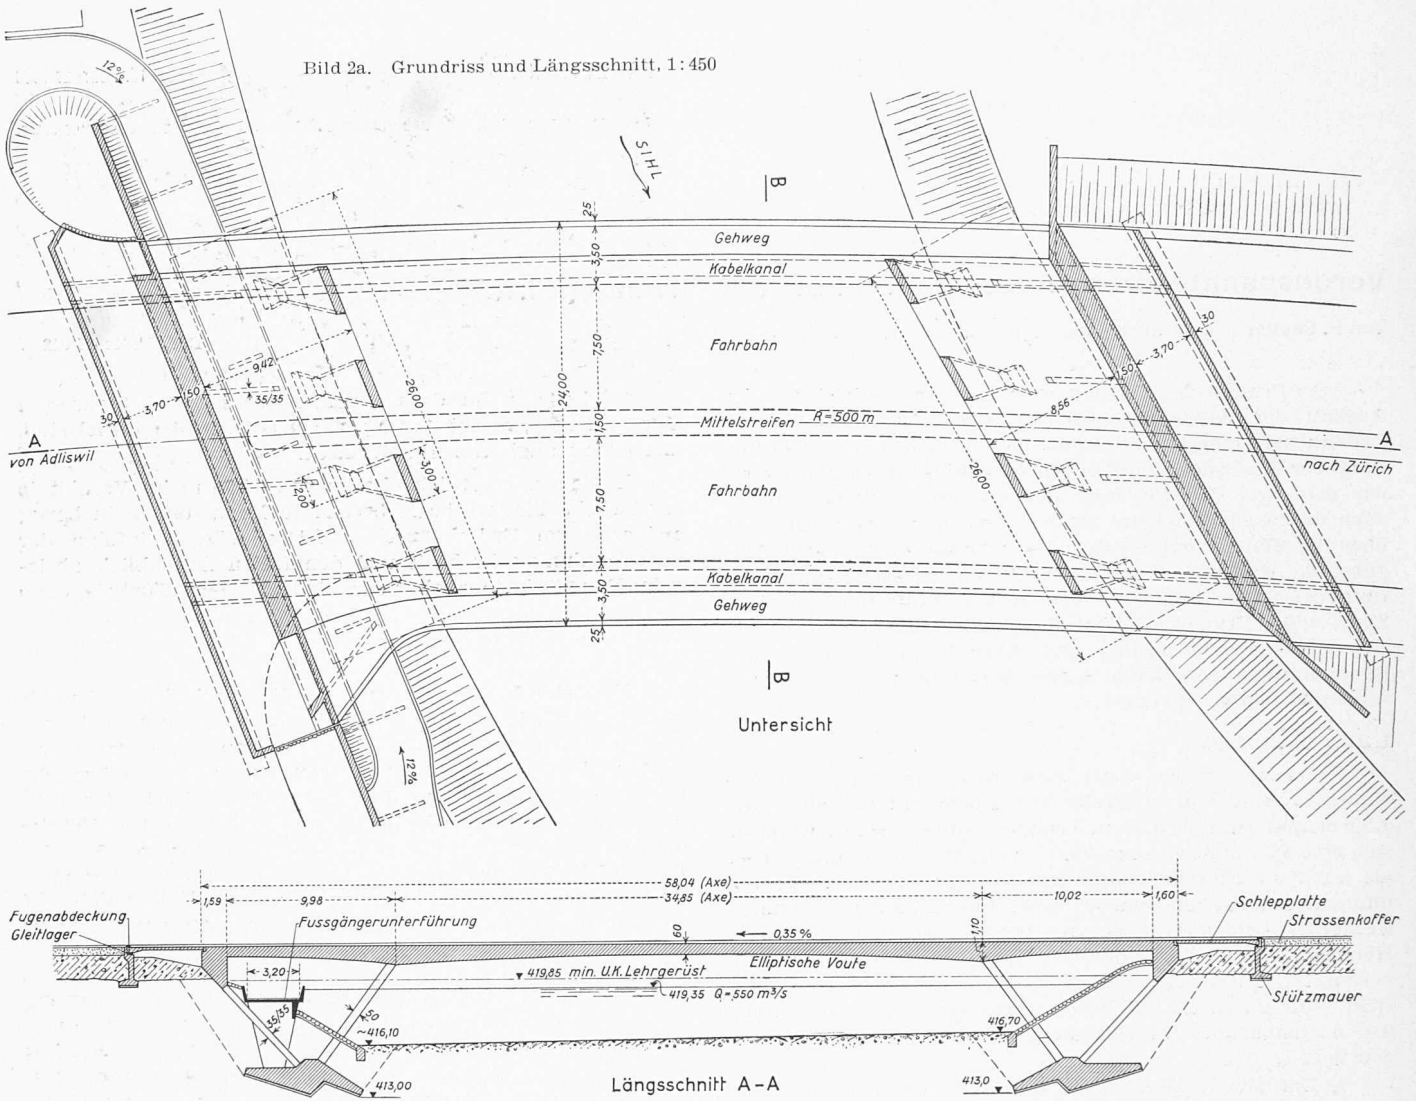 Bild 2a. Grundriss und Längsschnitt, 1:450
12%
SIHL
B
25
Gehweg
3,50
Kabelkanal
26,00
24,00
7,50
Fahrbahn
9,42
35/35
1,50
3,70
30
30
3,70
1,50
8,56
26,00
Mittelstreifen
R=500 m
1,50
A
von Adliswil
A
nach Zürich
3,00
2,00
7,50
Fahrbahn
Kabelkanal
3,50
Gehweg
25
B
Untersicht
12%
58,04 (Axe)
1,59
9,98
34,85 (Axe)
10,02
1,60
Fugenabdeckung
Gleitlager
Fussgängerunterführung
60
0,35 %
1,10
Schlepplatte
Strassenkoffer
3,20
419,85 min. U.K. Lehrgerüst
Elliptische Voute
419,35 Q=550 m³/s
Stützmauer
35/35
50
~416,10
416,70
413,00
413,0
Längsschnitt A-A